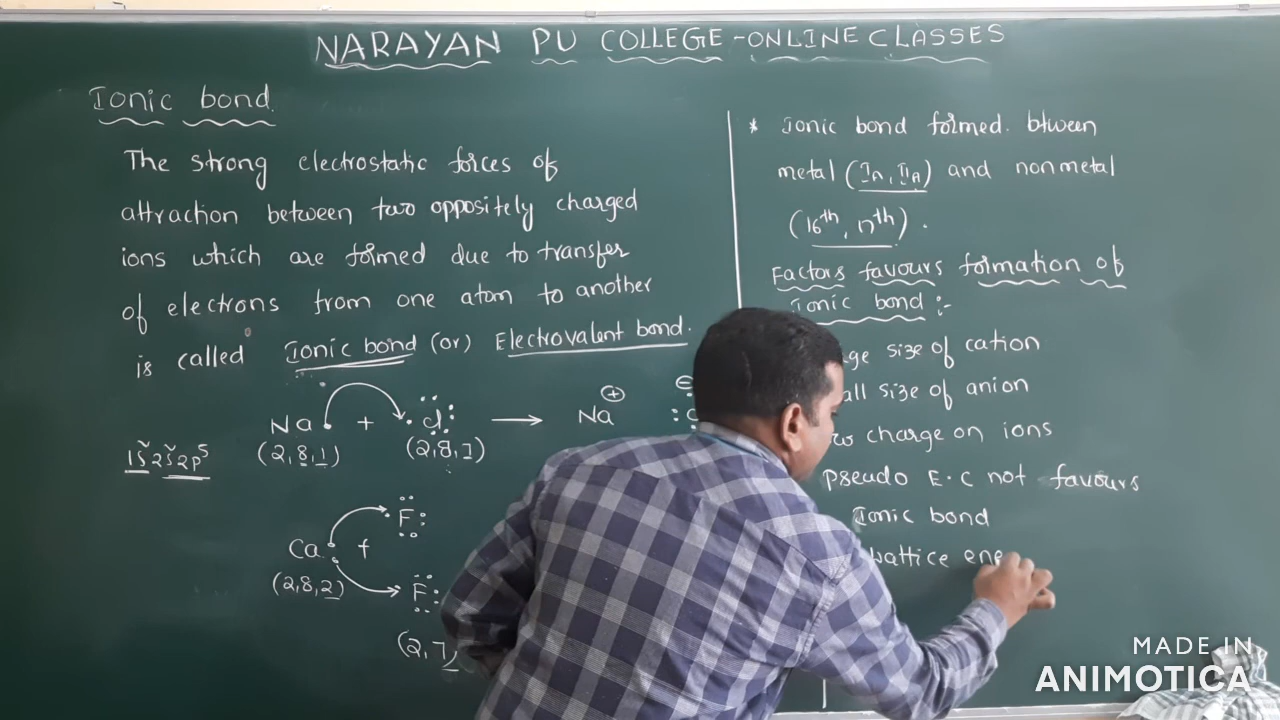 NARAYAN PU COLLEGE-ONLINE CLASSES
Ionic bond.
The strong electrostatic forces of
attraction between two oppositely charged
ions which are formed due to transfer
of electrons from one atom to another
is called Ionic bond (or) Electrovalent bond.
Na + Cl → Na⊕ ⊖
(2,8,1) (2,8,7)
1s² 2s² 2p⁵
Ca + F
F
(2,8,2)
(2,7
* Ionic bond formed. btween
metal (IA, IIA) and nonmetal
(16th, 17th).
Factors favours formation of
Ionic bond :-
size of cation
size of anion
charge on ions
pseudo E.C not favours
Ionic bond
lattice ene
MADE IN
ANIMOTICA